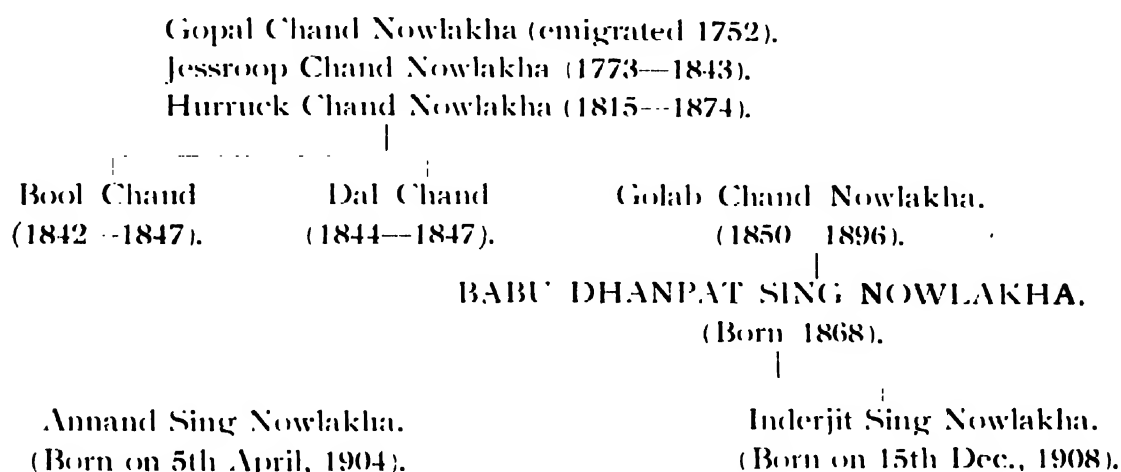 Gopal Chand Nowlakha (emigrated 1752).
Jessroop Chand Nowlakha (1773—1843).
Hurruck Chand Nowlakha (1815—1874).
Bool Chand Dal Chand Golab Chand Nowlakha.
(1842—1847). (1844—1847). (1850 1896).
BABU DHANPAT SING NOWLAKHA.
(Born 1868).
Annand Sing Nowlakha. Inderjit Sing Nowlakha.
(Born on 5th April, 1904). (Born on 15th Dec., 1908).